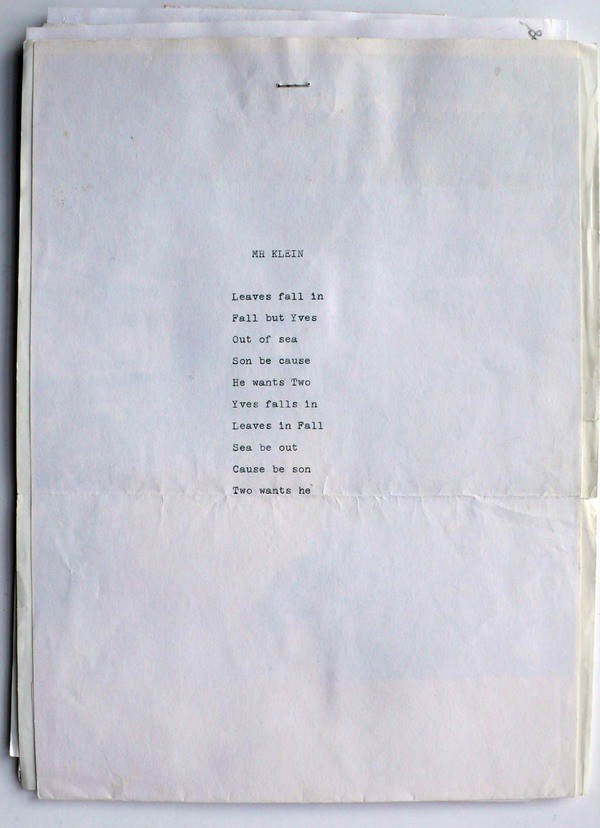 MR KLEIN
Leaves fall in
Fall but Yves
Out of sea
Son be cause
He wants Two
Yves falls in
Leaves in Fall
Sea be out
Cause be son
Two wants he